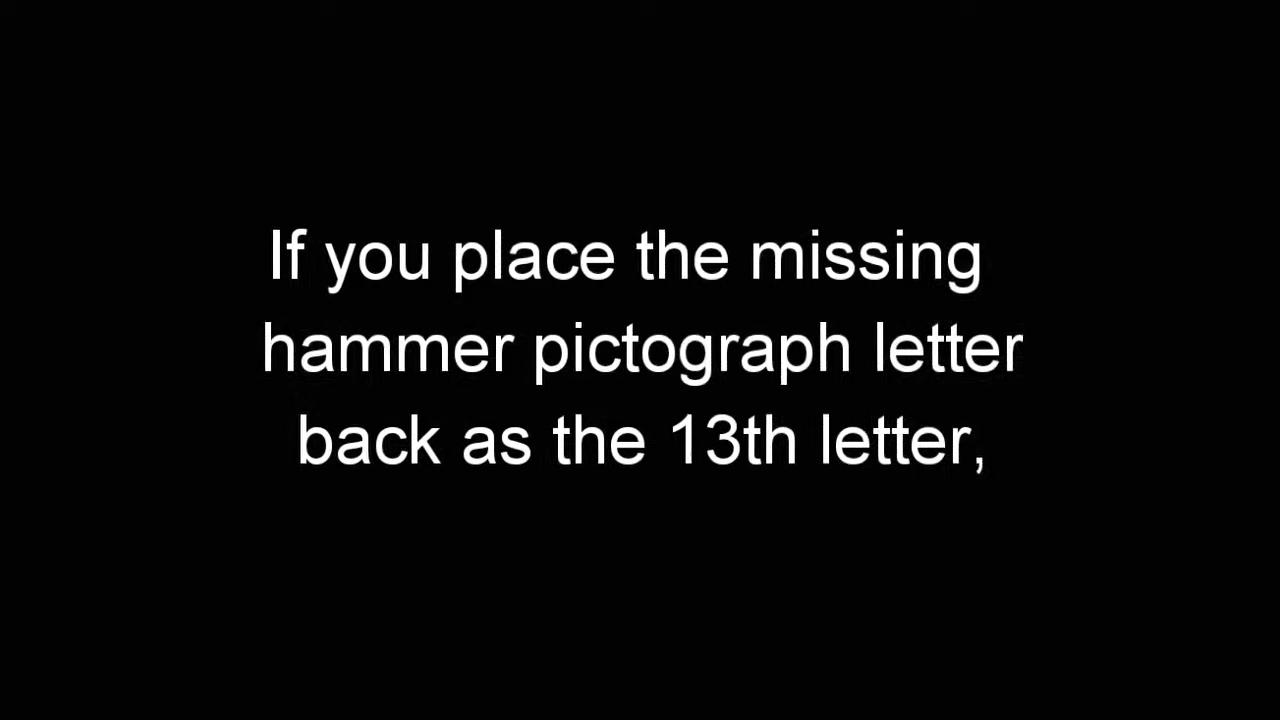 If you place the missing
hammer pictograph letter
back as the 13th letter,